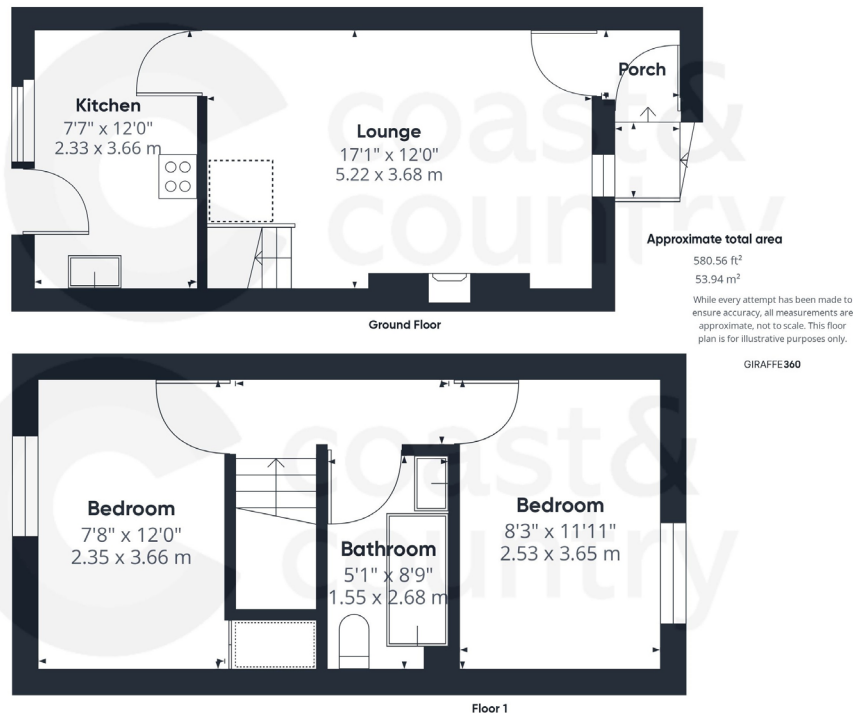 Kitchen
7'7" x 12'0"
2.33 x 3.66 m
Lounge
17'1" x 12'0"
5.22 x 3.68 m
Porch
Ground Floor
Approximate total area
580.56 ft²
53.94 m²
While every attempt has been made to
ensure accuracy, all measurements are
approximate, not to scale. This floor
plan is for illustrative purposes only.
GIRAFFE360
Bedroom
7'8" x 12'0"
2.35 x 3.66 m
Bathroom
5'1" x 8'9"
1.55 x 2.68 m
Bedroom
8'3" x 11'11"
2.53 x 3.65 m
Floor 1
coast&
country
coast&
country